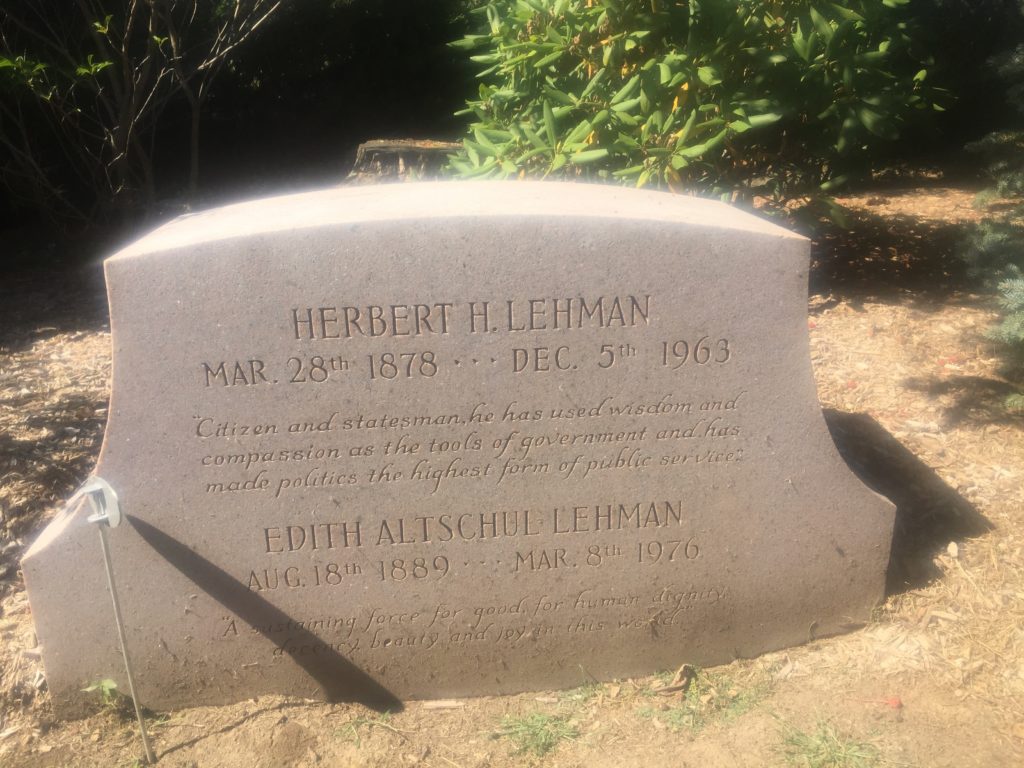 HERBERT H. LEHMAN
MAR. 28th 1878 · · · DEC. 5th 1963
"Citizen and statesman, he has used wisdom and
compassion as the tools of government and has
made politics the highest form of public service."
EDITH ALTSCHUL LEHMAN
AUG. 18th 1889 · · · MAR. 8th 1976
"A sustaining force for good, for human dignity,
decency, beauty and joy in this world."